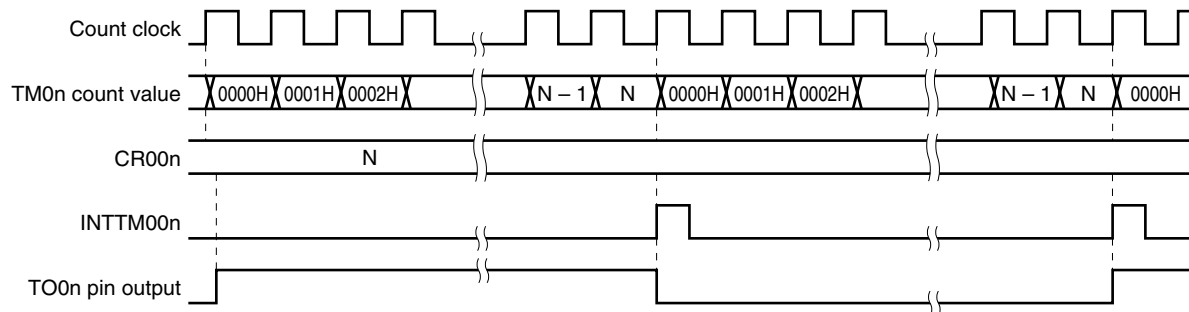 Count clock
TM0n count value 0000H 0001H 0002H N – 1 N 0000H 0001H 0002H N – 1 N 0000H
CR00n N
INTTM00n
TO0n pin output